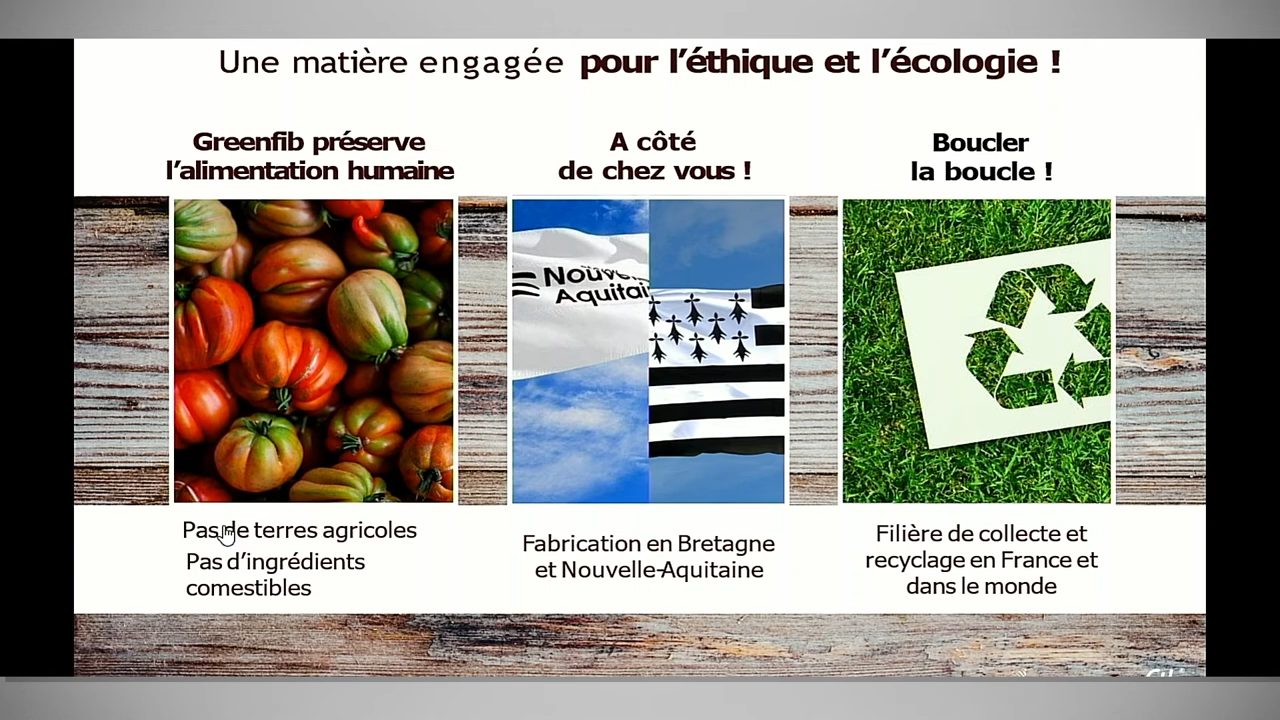 Une matière engagée pour l'éthique et l'écologie !
Greenfib préserve
l'alimentation humaine
A côté
de chez vous !
Boucler
la boucle !
Nouve
Aquitai
Pas de terres agricoles
Pas d'ingrédients
comestibles
Fabrication en Bretagne
et Nouvelle-Aquitaine
Filière de collecte et
recyclage en France et
dans le monde